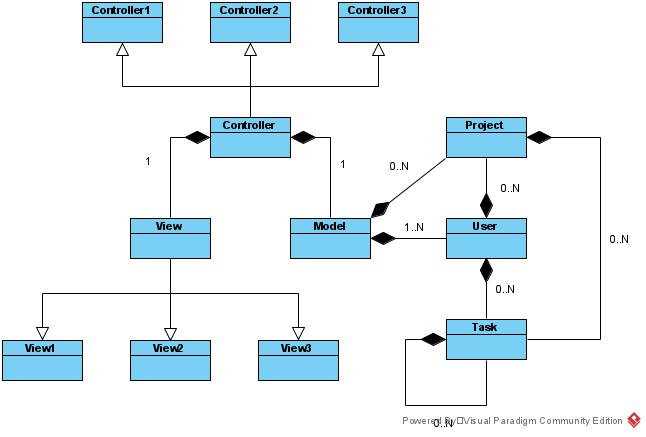 Controller1
Controller2
Controller3
Controller
Project
1
1
0..N
0..N
View
Model
1..N
User
0..N
0..N
Task
View1
View2
View3
Powered By Visual Paradigm Community Edition
0..N